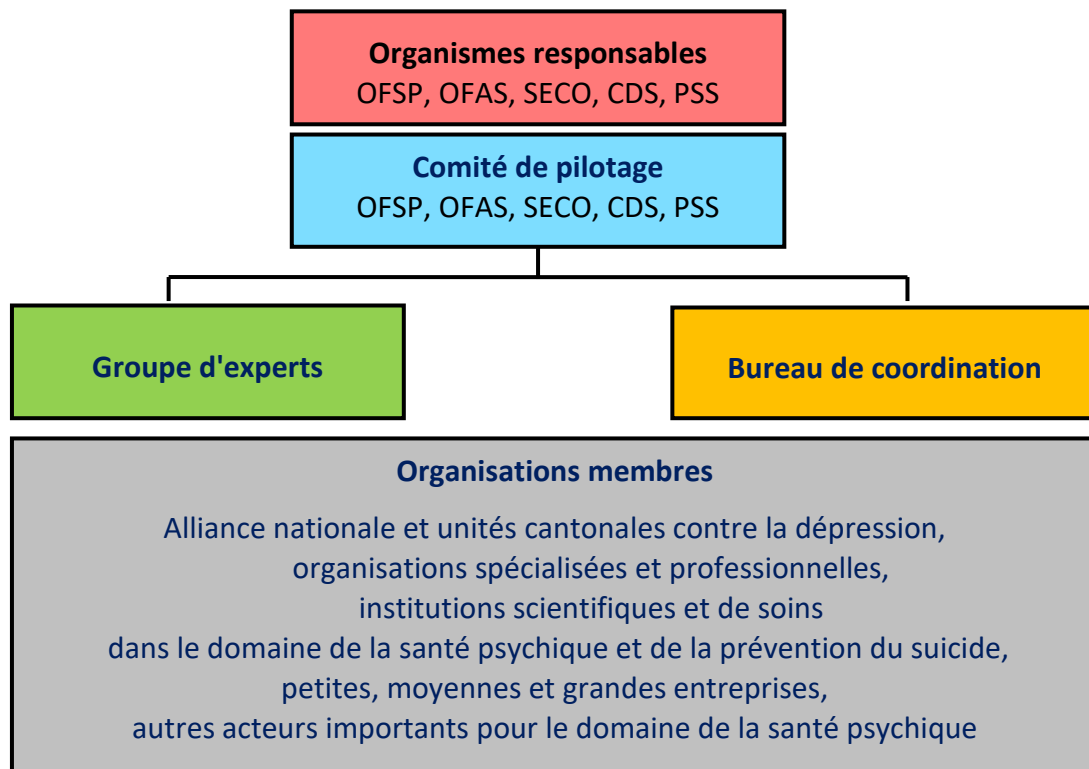 Organismes responsables
OFSP, OFAS, SECO, CDS, PSS
Comité de pilotage
OFSP, OFAS, SECO, CDS, PSS
Groupe d'experts
Bureau de coordination
Organisations membres
Alliance nationale et unités cantonales contre la dépression,
organisations spécialisées et professionnelles,
institutions scientifiques et de soins
dans le domaine de la santé psychique et de la prévention du suicide,
petites, moyennes et grandes entreprises,
autres acteurs importants pour le domaine de la santé psychique